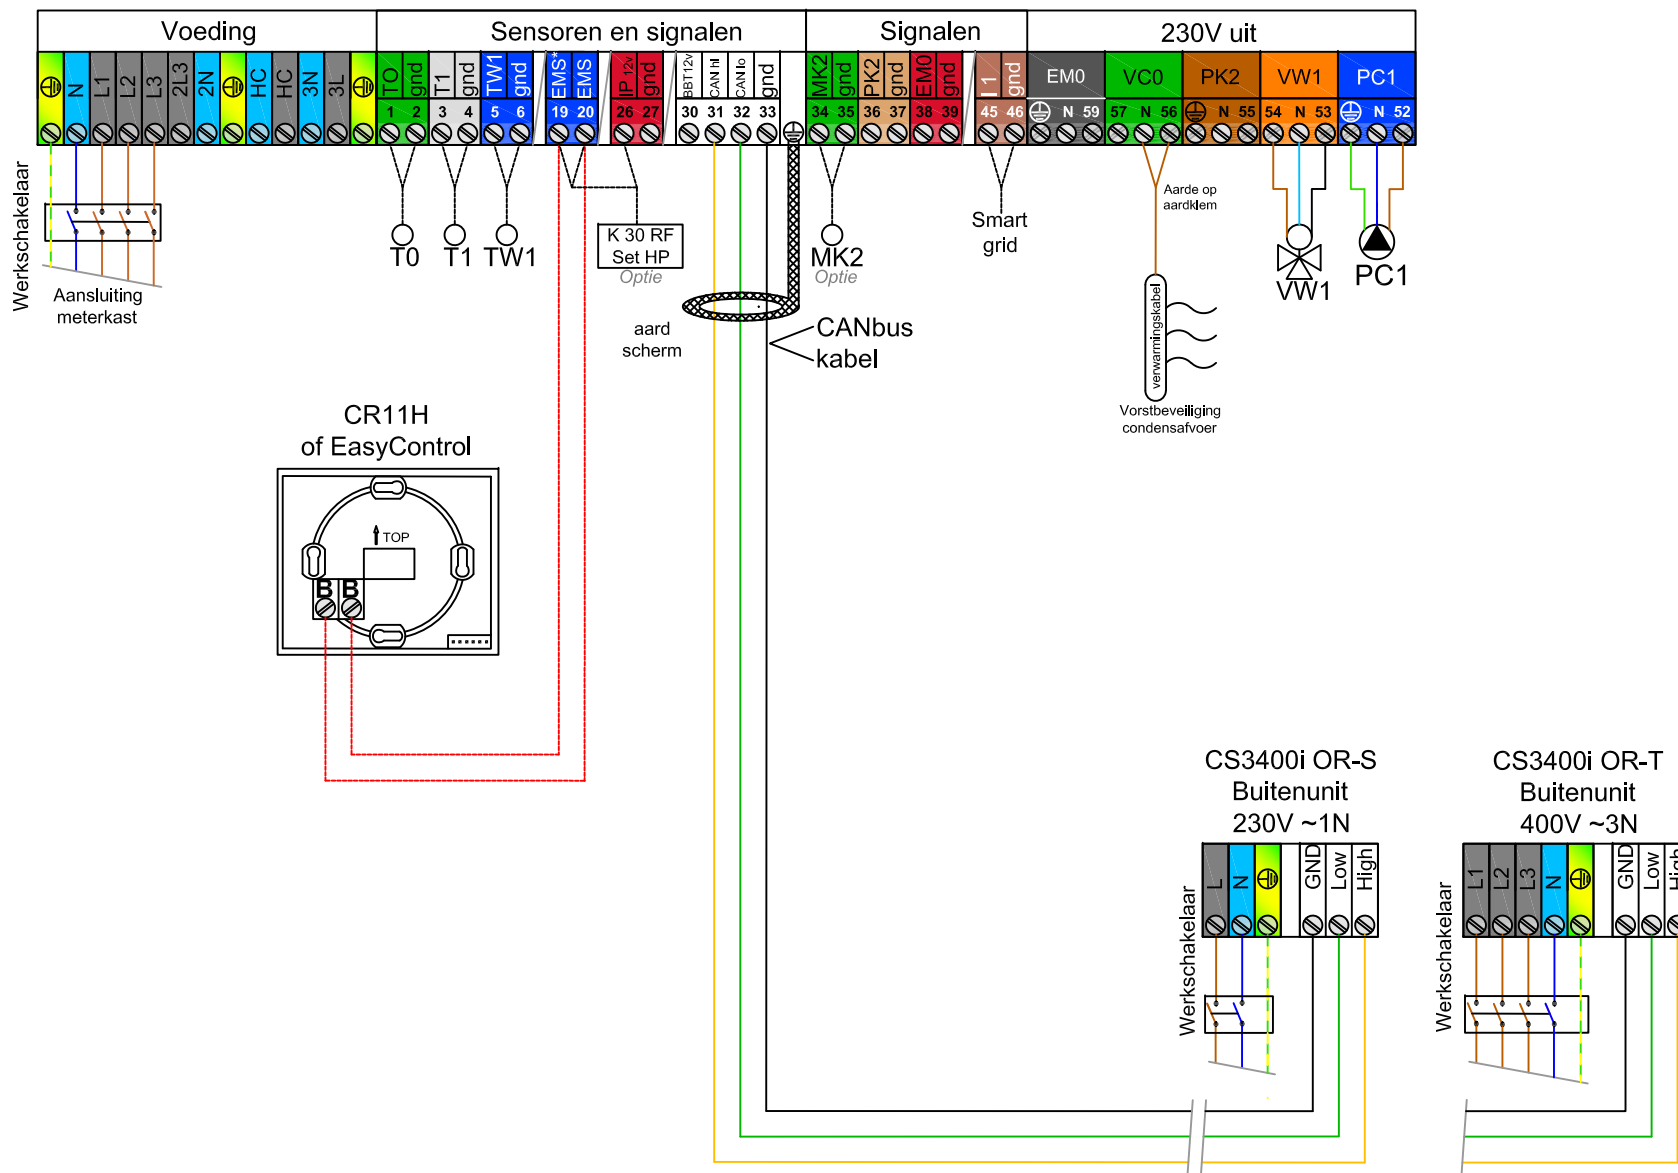 Voeding
Sensoren en signalen
Signalen
230V uit
N
L1
L2
L3
2L3
2N
HC
HC
3N
3L
TO
gnd
T1
gnd
TW1
gnd
EMS*
EMS
IP 12v
gnd
BBT12v
CAN hi
CAN lo
gnd
MK2
gnd
PK2
gnd
EM0
gnd
I 1
gnd
EM0
VC0
PK2
VW1
PC1
1 2 3 4 5 6 19 20 26 27 30 31 32 33 34 35 36 37 38 39 45 46 N 59 57 N 56 N 55 54 N 53 N 52
Werkschakelaar
Aansluiting
meterkast
T0
T1
TW1
K 30 RF
Set HP
Optie
MK2
Optie
Smart
grid
Aarde op
aardklem
verwarmingskabel
Vorstbeveiliging
condensafvoer
VW1
PC1
aard
scherm
CANbus
kabel
CR11H
of EasyControl
TOP
B B
CS3400i OR-S
Buitenunit
230V ~1N
L
N
GND
Low
High
Werkschakelaar
CS3400i OR-T
Buitenunit
400V ~3N
L1
L2
L3
N
GND
Low
High
Werkschakelaar